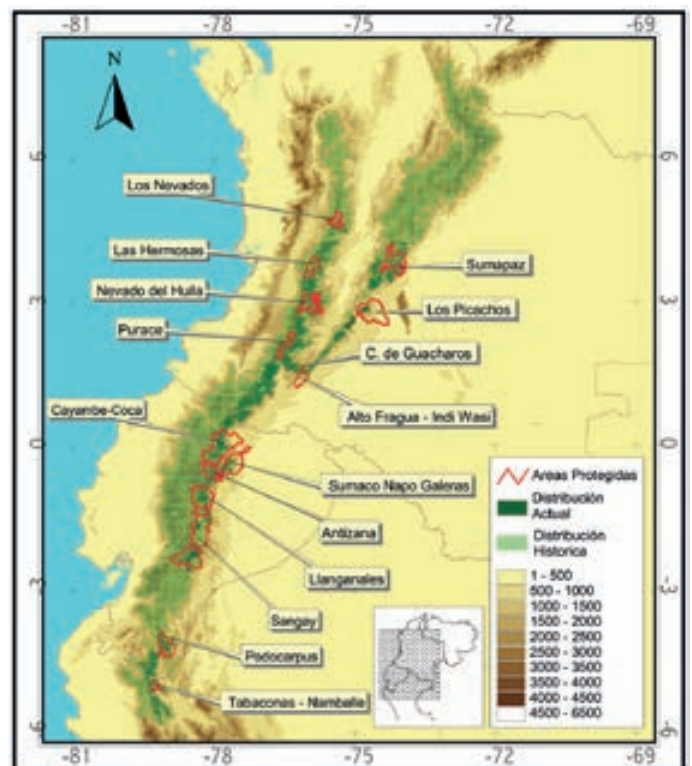 -81 -78 -75 -72 -69
N
6 6
Los Nevados
Las Hermosas
Sumapaz
Nevado del Huila
3 3
Los Picachos
Purace
C. de Guacharos
Alto Fragua - Indi Wasi
Cayambe-Coca
0 0
Sumaco Napo Galeras
Antizana
Llanganales
Sangay
Podocarpus
Tabaconas - Namballe
-3 -3
-6 -6
Areas Protegidas
Distribución
Actual
Distribución
Historica
1 - 500
500 - 1000
1000 - 1500
1500 - 2000
2000 - 2500
2500 - 3000
3000 - 3500
3500 - 4000
4000 - 4500
4500 - 6500
-81 -78 -75 -72 -69